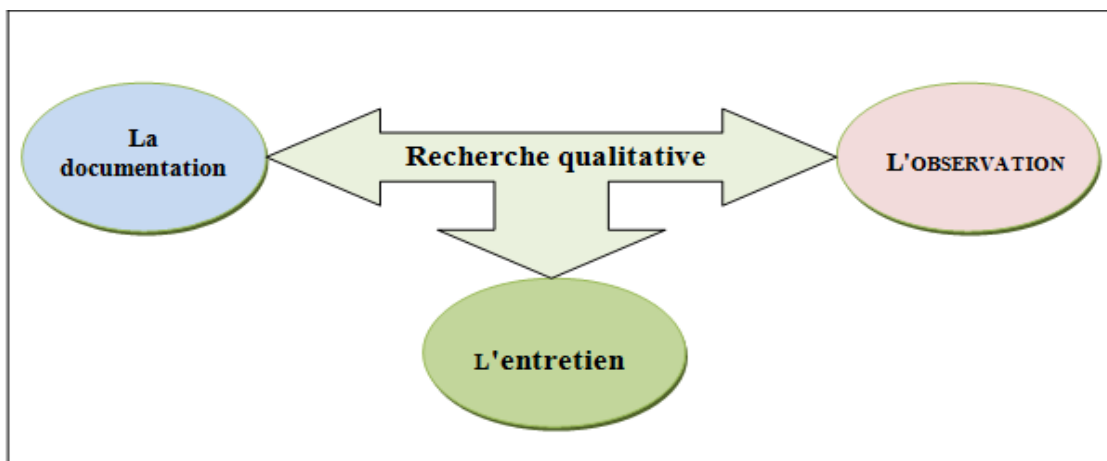 La
documentation
Recherche qualitative
L'OBSERVATION
L'entretien